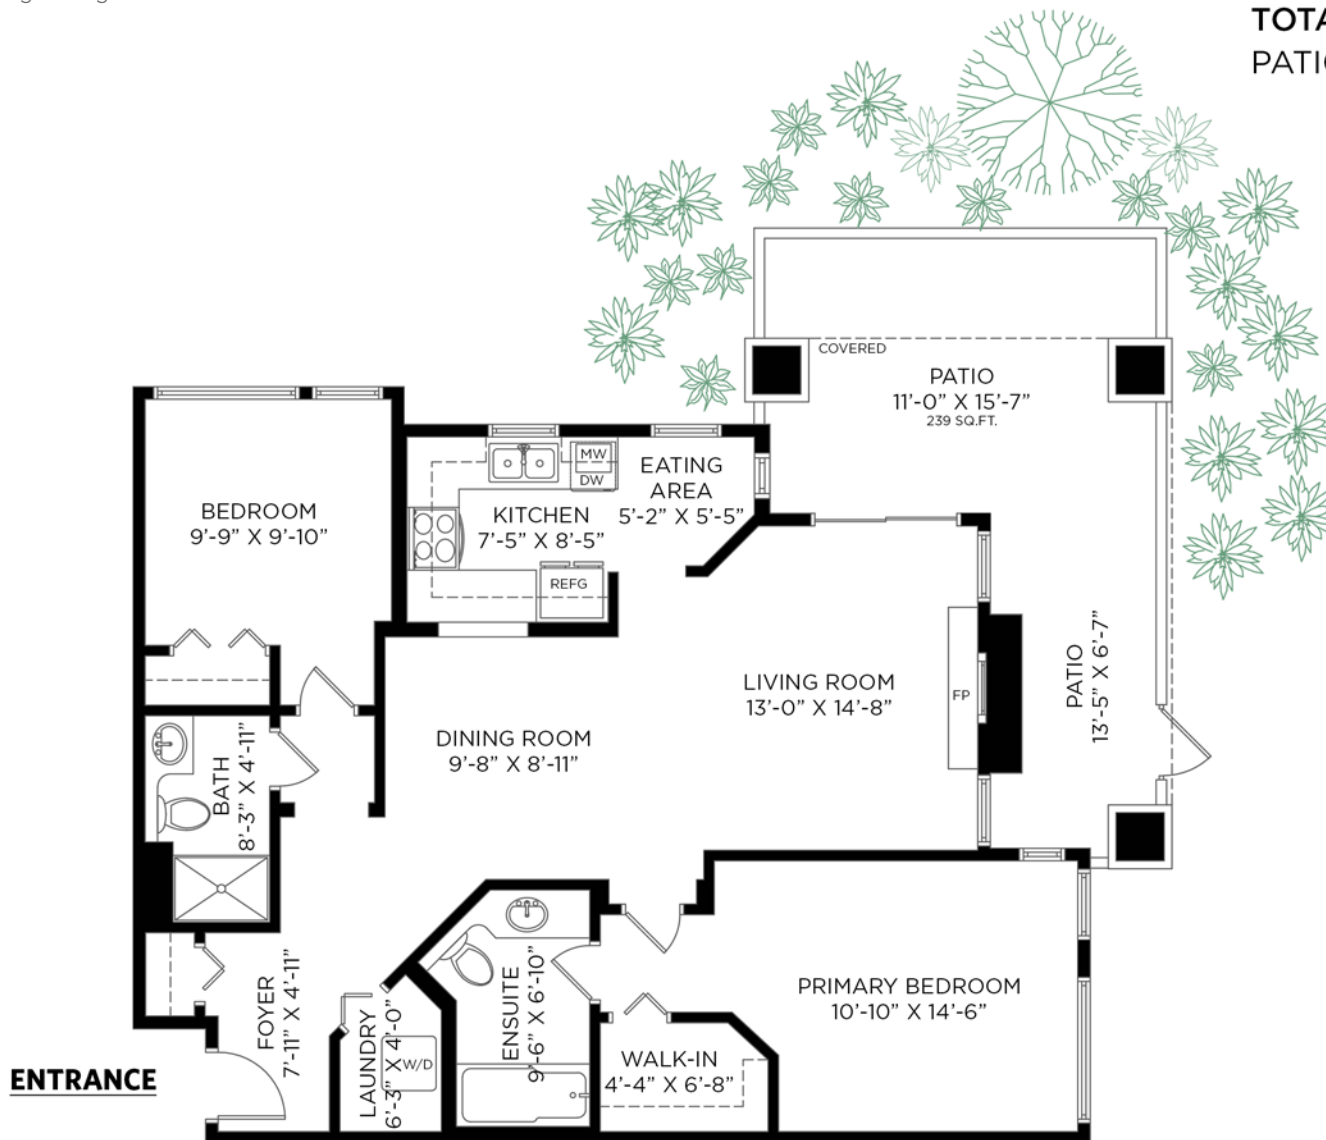 TOTA
PATIO
COVERED
PATIO
11'-0" X 15'-7"
239 SQ.FT.
MW
DW
EATING
AREA
5'-2" X 5'-5"
BEDROOM
9'-9" X 9'-10"
KITCHEN
7'-5" X 8'-5"
REFG
LIVING ROOM
13'-0" X 14'-8"
FP
PATIO
13'-5" X 6'-7"
DINING ROOM
9'-8" X 8'-11"
BATH
8'-3" X 4'-11"
FOYER
7'-11" X 4'-11"
LAUNDRY
6'-3" X 4'-0"
W/D
ENSUITE
9'-6" X 6'-10"
PRIMARY BEDROOM
10'-10" X 14'-6"
WALK-IN
4'-4" X 6'-8"
ENTRANCE